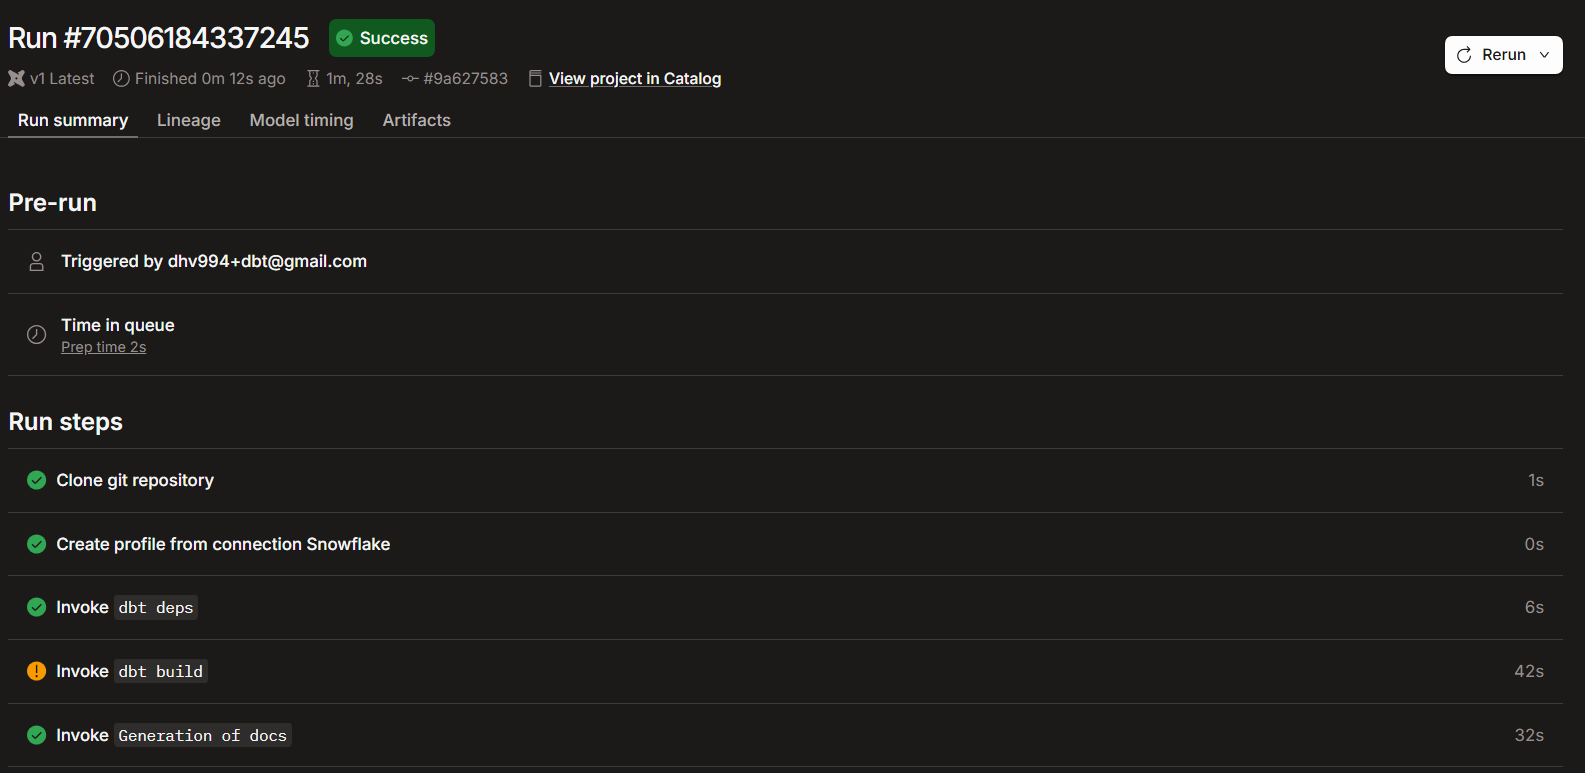 Run #70506184337245 Success
Rerun
v1 Latest Finished 0m 12s ago 1m, 28s #9a627583 View project in Catalog
Run summary Lineage Model timing Artifacts
Pre-run
Triggered by dhv994+dbt@gmail.com
Time in queue
Prep time 2s
Run steps
Clone git repository 1s
Create profile from connection Snowflake 0s
Invoke dbt deps 6s
Invoke dbt build 42s
Invoke Generation of docs 32s